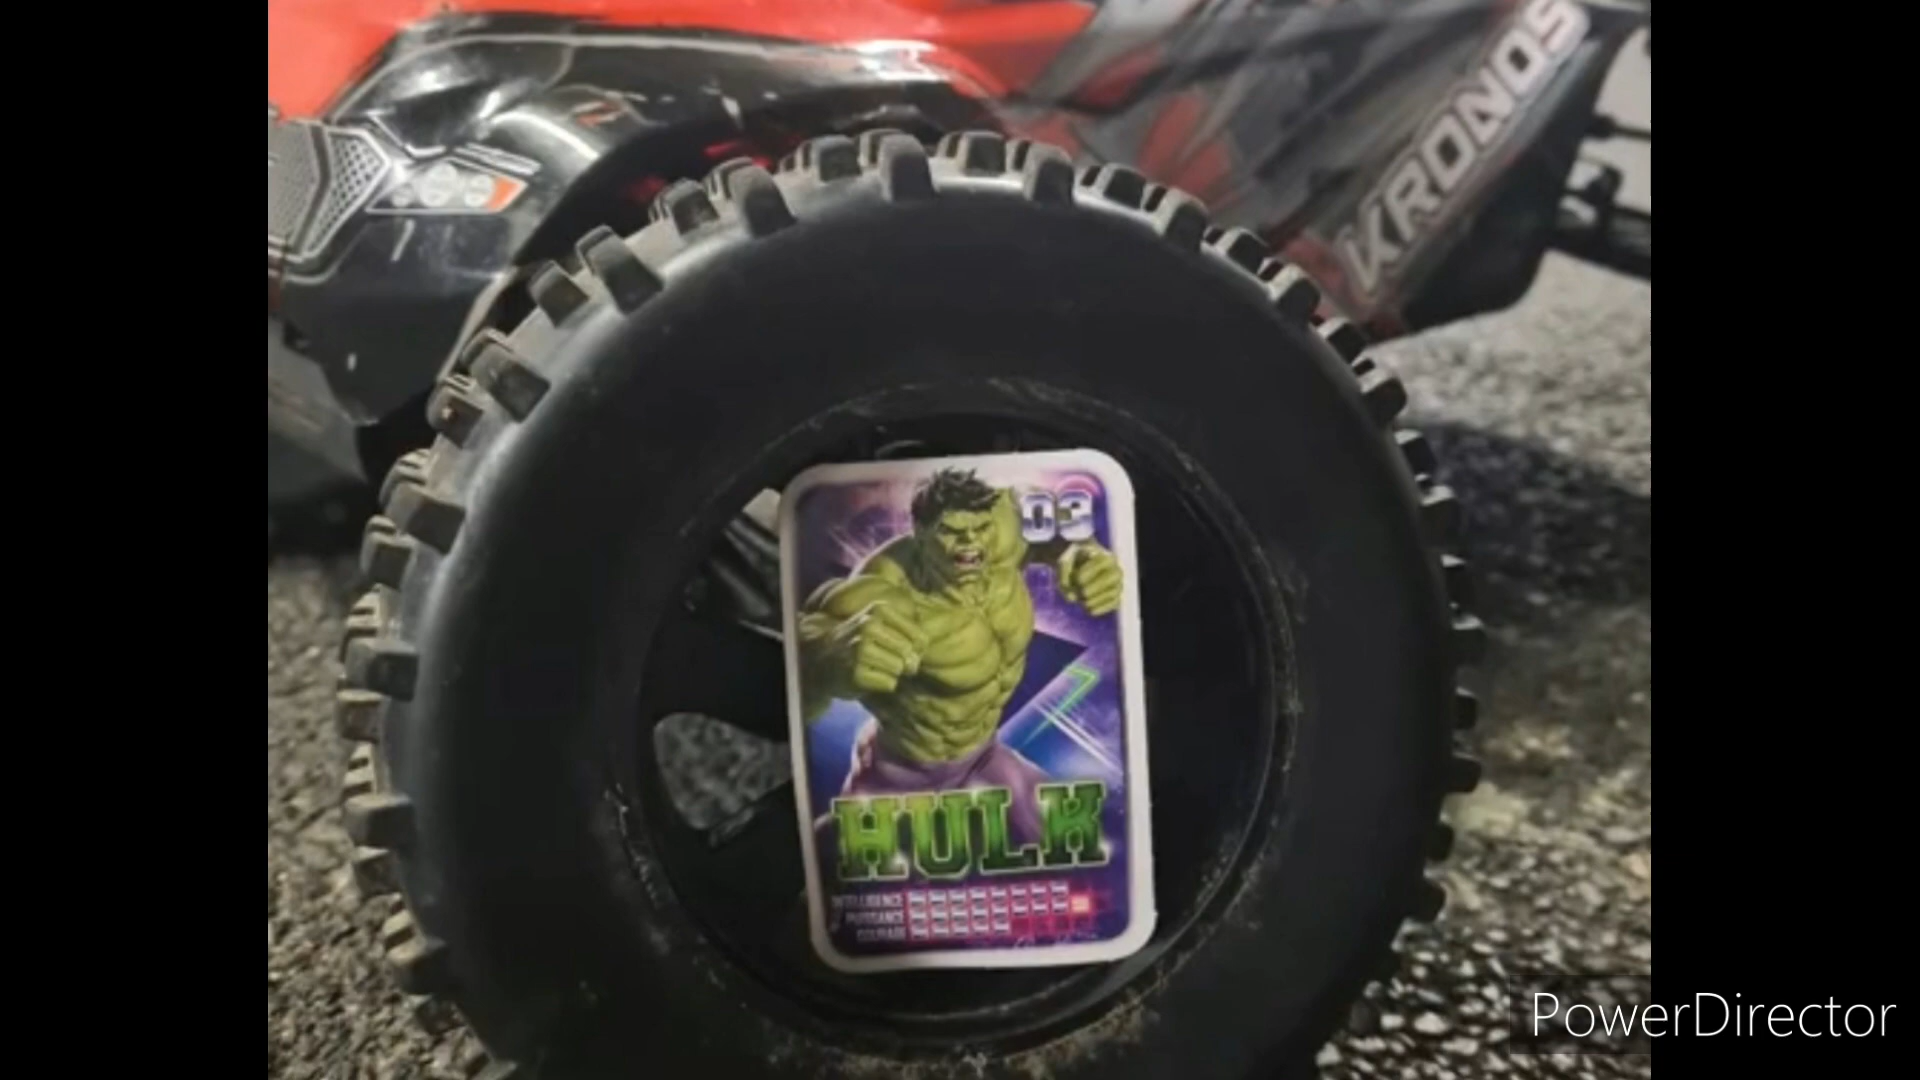 KRONOS
03
HULK
INTELLIGENCE
PUISSANCE
COURAGE
PowerDirector